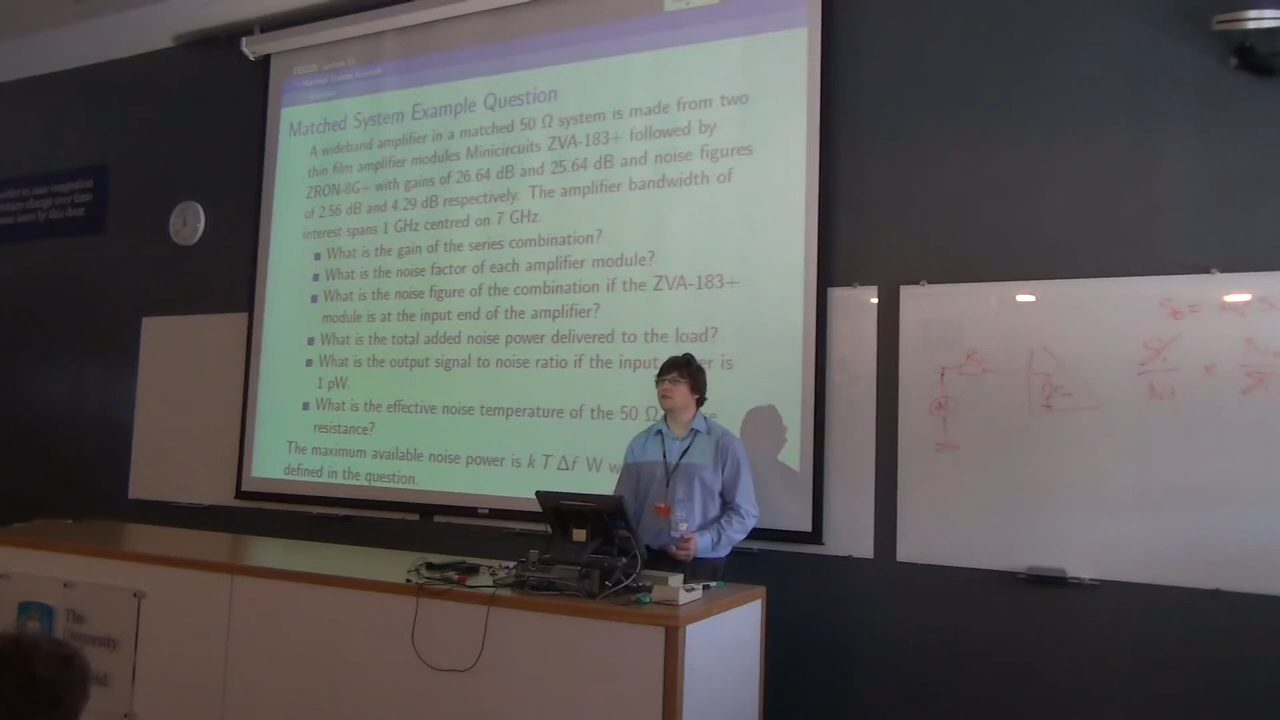 Matched System Example Question
A wideband amplifier in a matched 50 Ω system is made from two
thin film amplifier modules Minicircuits ZVA-183+ followed by
ZRON-8G+ with gains of 26.64 dB and 25.64 dB and noise figures
of 2.56 dB and 4.29 dB respectively. The amplifier bandwidth of
interest spans 1 GHz centred on 7 GHz.
What is the gain of the series combination?
What is the noise factor of each amplifier module?
What is the noise figure of the combination if the ZVA-183+
module is at the input end of the amplifier?
What is the total added noise power delivered to the load?
What is the output signal to noise ratio if the input is
1 pW.
What is the effective noise temperature of the 50 Ω
resistance?
The maximum available noise power is k T Δf W
defined in the question.
The
University